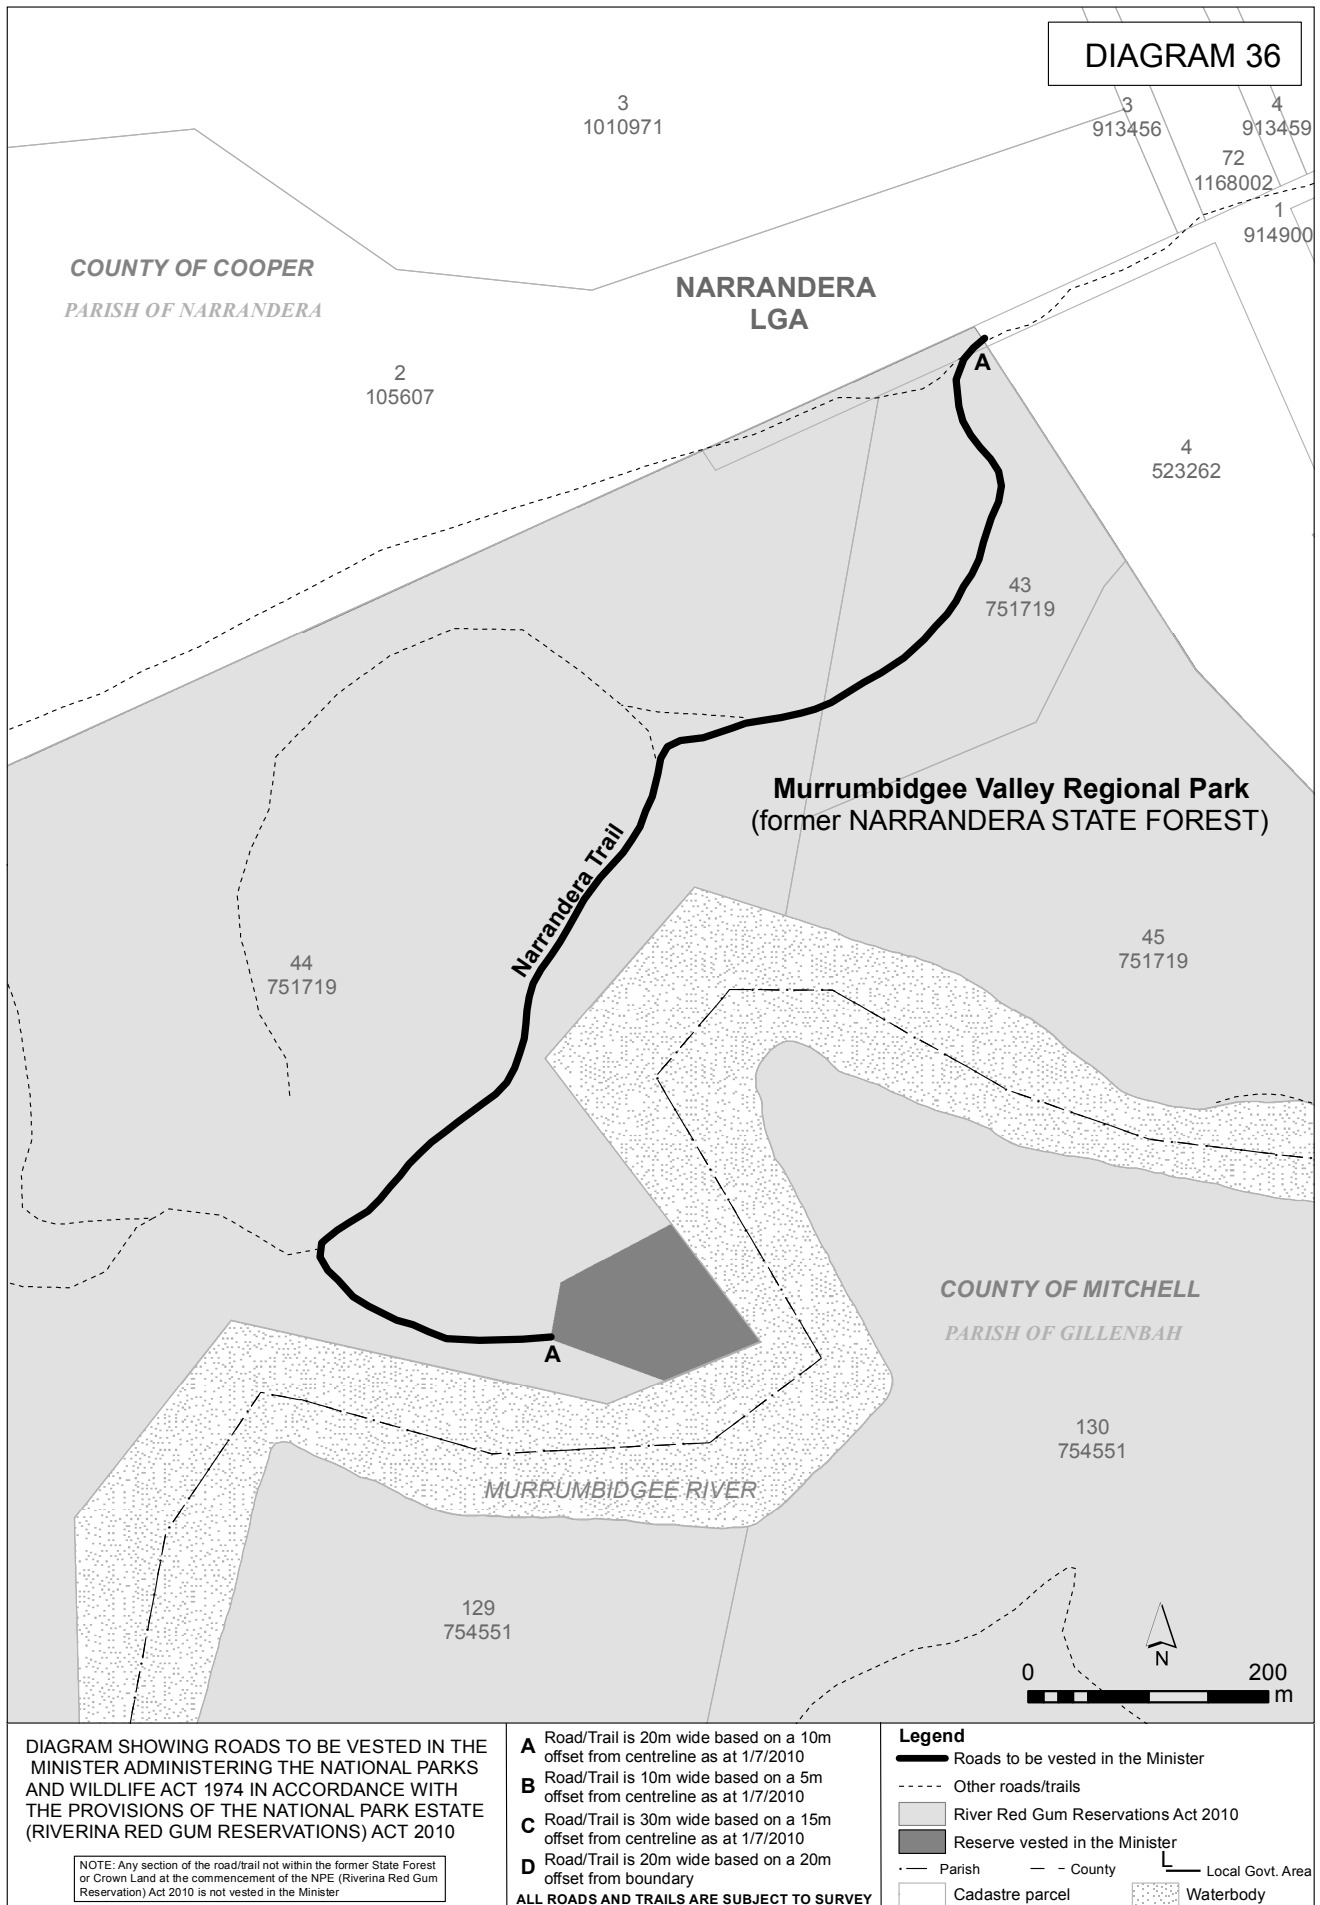 DIAGRAM 36
3
1010971
3
913456
4
913459
72
1168002
1
914900
COUNTY OF COOPER
PARISH OF NARRANDERA
NARRANDERA
LGA
2
105607
A
4
523262
43
751719
Murrumbidgee Valley Regional Park
(former NARRANDERA STATE FOREST)
Narrandera Trail
44
751719
45
751719
COUNTY OF MITCHELL
PARISH OF GILLENBAH
A
130
754551
MURRUMBIDGEE RIVER
129
754551
N
0 200
m
DIAGRAM SHOWING ROADS TO BE VESTED IN THE
MINISTER ADMINISTERING THE NATIONAL PARKS
AND WILDLIFE ACT 1974 IN ACCORDANCE WITH
THE PROVISIONS OF THE NATIONAL PARK ESTATE
(RIVERINA RED GUM RESERVATIONS) ACT 2010
NOTE: Any section of the road/trail not within the former State Forest
or Crown Land at the commencement of the NPE (Riverina Red Gum
Reservation) Act 2010 is not vested in the Minister
A Road/Trail is 20m wide based on a 10m
offset from centreline as at 1/7/2010
B Road/Trail is 10m wide based on a 5m
offset from centreline as at 1/7/2010
C Road/Trail is 30m wide based on a 15m
offset from centreline as at 1/7/2010
D Road/Trail is 20m wide based on a 20m
offset from boundary
ALL ROADS AND TRAILS ARE SUBJECT TO SURVEY
Legend
Roads to be vested in the Minister
Other roads/trails
River Red Gum Reservations Act 2010
Reserve vested in the Minister
Parish County Local Govt. Area
Cadastre parcel Waterbody